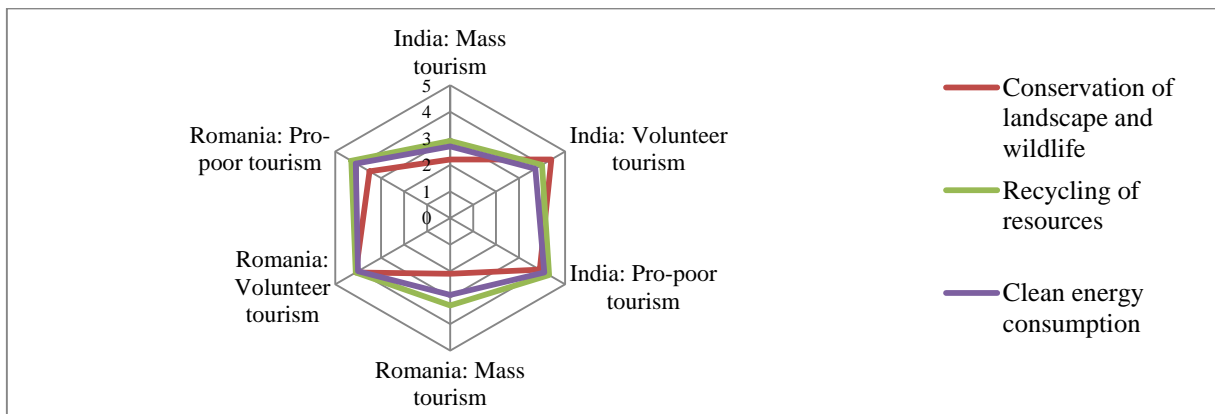 India: Mass
tourism
5
4
3
2
1
0
India: Volunteer
tourism
India: Pro-poor
tourism
Romania: Mass
tourism
Romania:
Volunteer
tourism
Romania: Pro-
poor tourism
Conservation of
landscape and
wildlife
Recycling of
resources
Clean energy
consumption